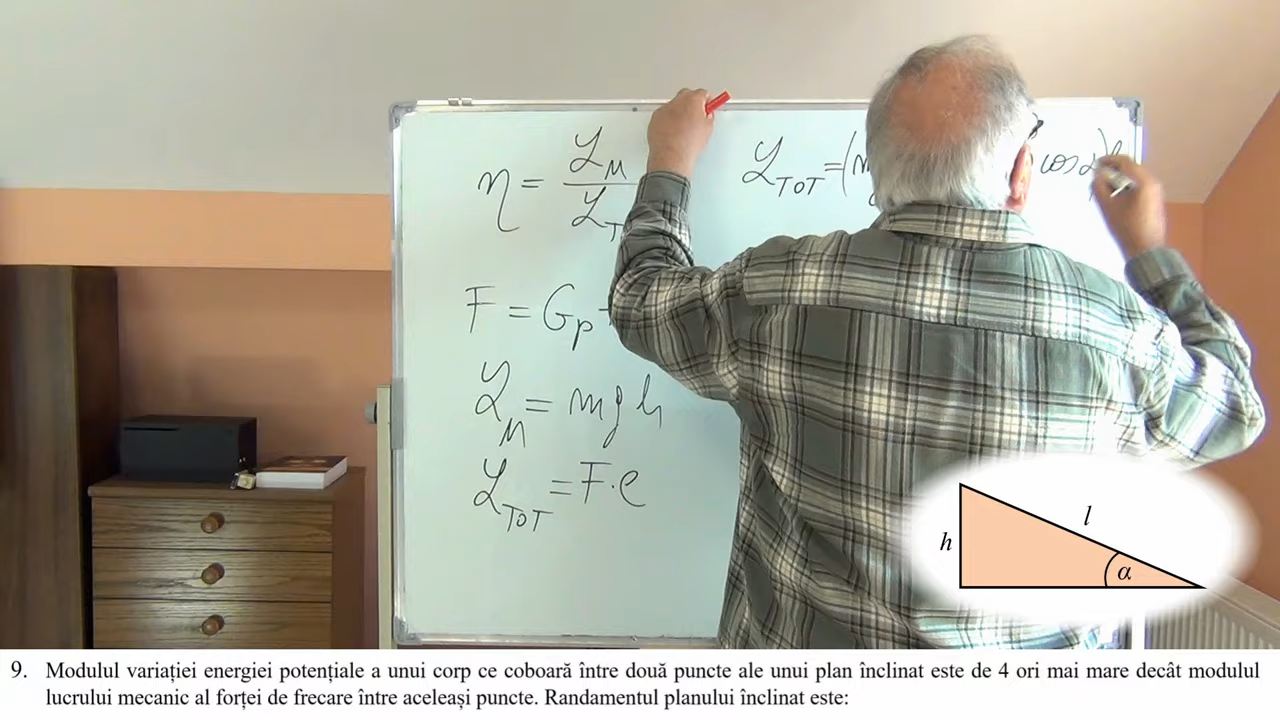 η = ℒ_M / ℒ_T
ℒ_TOT = (m cos α) l
F = G_p +
ℒ_M = mgh
ℒ_TOT = F · l
h
l
α
9. Modulul variației energiei potențiale a unui corp ce coboară între două puncte ale unui plan înclinat este de 4 ori mai mare decât modulul
lucrului mecanic al forței de frecare între aceleași puncte. Randamentul planului înclinat este: